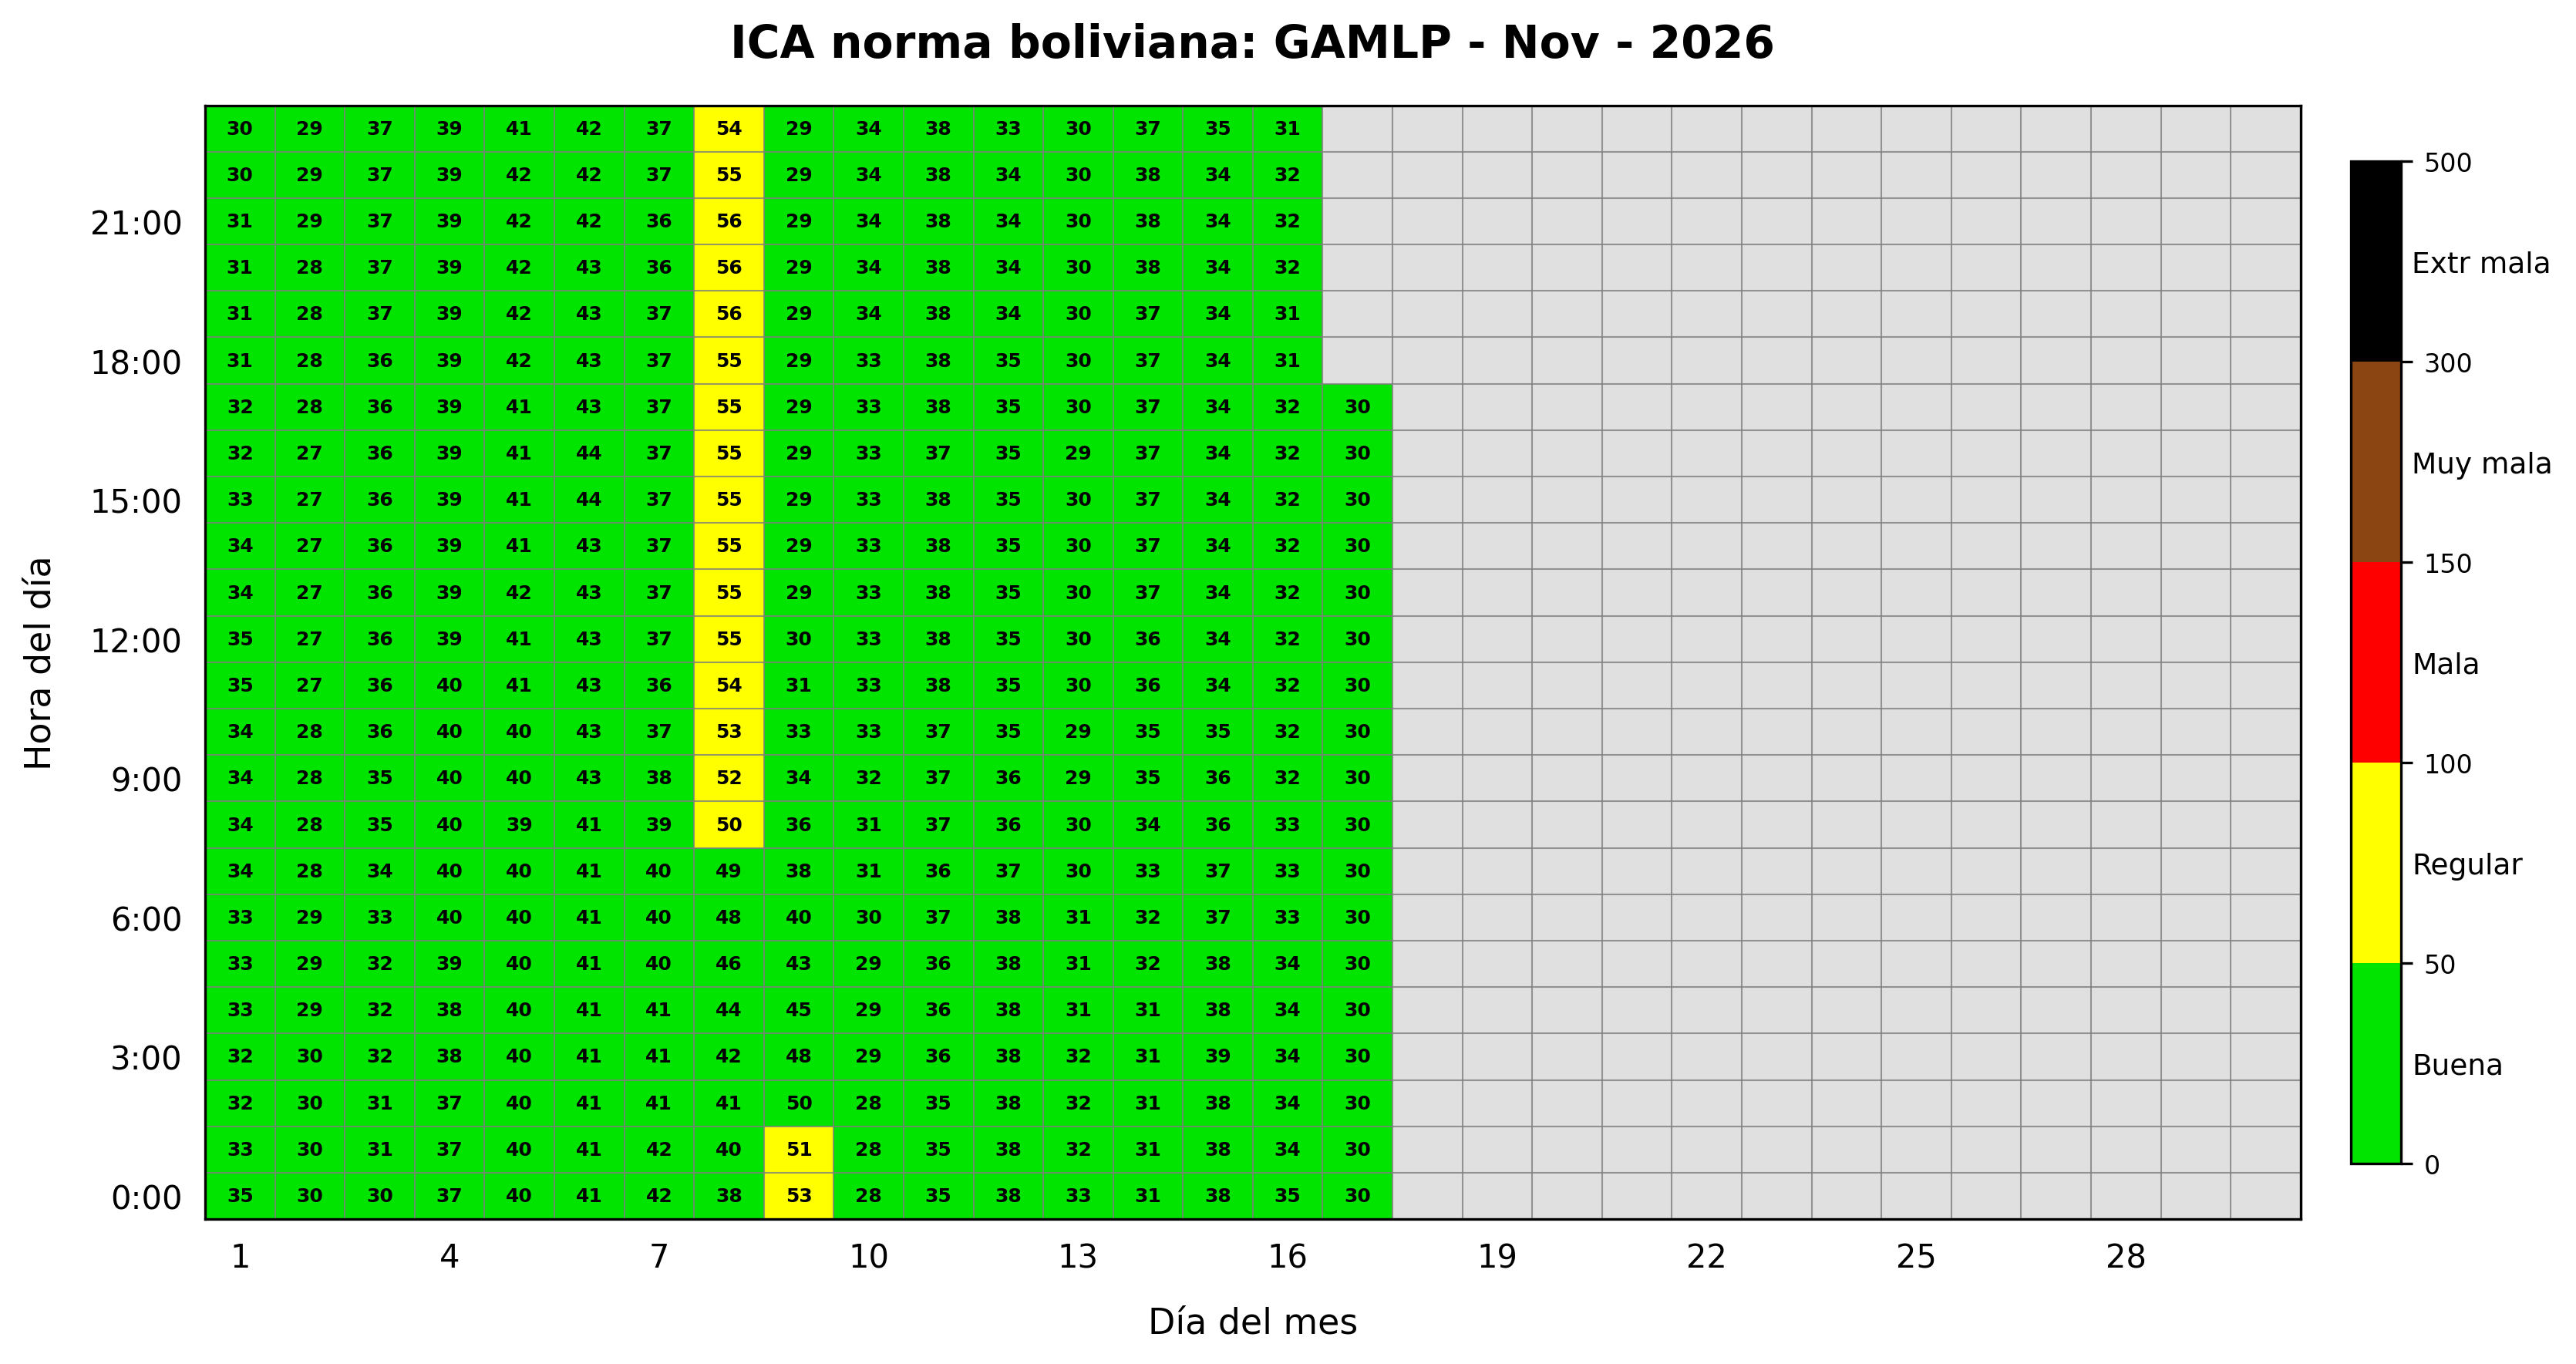 ICA norma boliviana: GAMLP - Nov - 2026
30 29 37 39 41 42 37 54 29 34 38 33 30 37 35 31
30 29 37 39 42 42 37 55 29 34 38 34 30 38 34 32
21:00 31 29 37 39 42 42 36 56 29 34 38 34 30 38 34 32
31 28 37 39 42 43 36 56 29 34 38 34 30 38 34 32
31 28 37 39 42 43 37 56 29 34 38 34 30 37 34 31
18:00 31 28 36 39 42 43 37 55 29 33 38 35 30 37 34 31
32 28 36 39 41 43 37 55 29 33 38 35 30 37 34 32 30
32 27 36 39 41 44 37 55 29 33 37 35 29 37 34 32 30
15:00 33 27 36 39 41 44 37 55 29 33 38 35 30 37 34 32 30
34 27 36 39 41 43 37 55 29 33 38 35 30 37 34 32 30
34 27 36 39 42 43 37 55 29 33 38 35 30 37 34 32 30
12:00 35 27 36 39 41 43 37 55 30 33 38 35 30 36 34 32 30
35 27 36 40 41 43 36 54 31 33 38 35 30 36 34 32 30
34 28 36 40 40 43 37 53 33 33 37 35 29 35 35 32 30
9:00 34 28 35 40 40 43 38 52 34 32 37 36 29 35 36 32 30
34 28 35 40 39 41 39 50 36 31 37 36 30 34 36 33 30
34 28 34 40 40 41 40 49 38 31 36 37 30 33 37 33 30
6:00 33 29 33 40 40 41 40 48 40 30 37 38 31 32 37 33 30
33 29 32 39 40 41 40 46 43 29 36 38 31 32 38 34 30
33 29 32 38 40 41 41 44 45 29 36 38 31 31 38 34 30
3:00 32 30 32 38 40 41 41 42 48 29 36 38 32 31 39 34 30
32 30 31 37 40 41 41 41 50 28 35 38 32 31 38 34 30
33 30 31 37 40 41 42 40 51 28 35 38 32 31 38 34 30
0:00 35 30 30 37 40 41 42 38 53 28 35 38 33 31 38 35 30
1 4 7 10 13 16 19 22 25 28
Día del mes
Hora del día
500
Extr mala
300
Muy mala
150
Mala
100
Regular
50
Buena
0